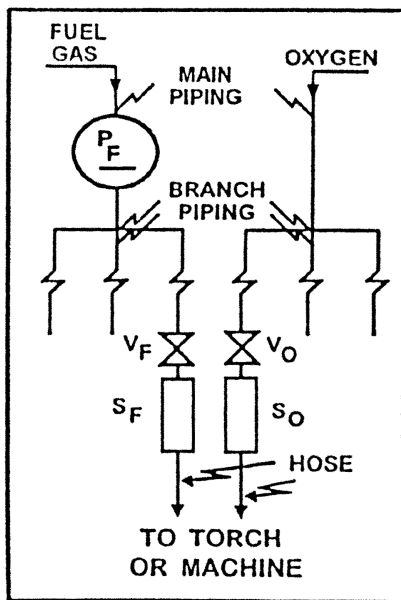 FUEL
GAS
OXYGEN
MAIN
PIPING
PF
BRANCH
PIPING
VF
VO
SF
SO
HOSE
TO TORCH
OR MACHINE